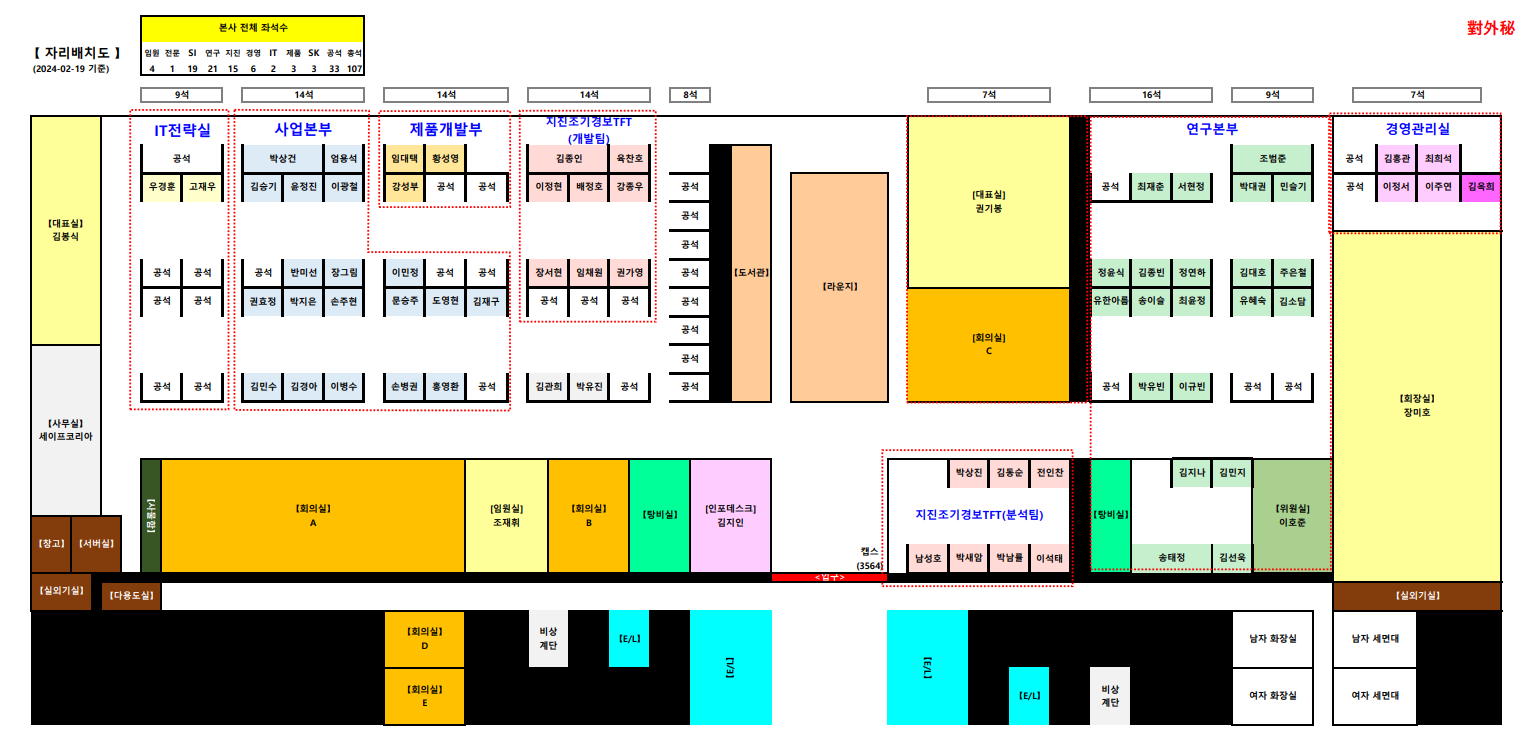 본사 전체 좌석수
對外秘
【 자리배치도 】
(2024-02-19 기준)
임원 전문 SI 연구 지진 경영 IT 제품 SK 공석 총석
4 1 19 21 15 6 2 3 3 33 107
9석 14석 14석 14석 8석 7석 16석 9석 7석
IT전략실 사업본부 제품개발부 지진조기경보TFT
(개발팀)
연구본부 경영관리실
공석 박상건 엄용석 임대택 황성영 김종인 육찬호 조범준 공석 김홍관 최희석
우경훈 고재우 김승기 윤정진 이광철 강성부 공석 공석 이정현 배정호 강종우 공석 공석 최재준 서현정 박대권 민슬기 공석 이정서 이주연 김옥희
[대표실]
권기봉
공석
【대표실】
김봉식
공석
공석 공석 공석 반미선 장그림 이민정 공석 공석 장서현 임채원 권가영 공석 【도서관】 정윤식 김종빈 정연하 김대호 주은철
[라운지]
공석 공석 권효정 박지은 손주현 문승주 도영현 김재구 공석 공석 공석 공석 유한아름 송이슬 최윤정 유혜숙 김소담
공석
[회의실]
C
공석
공석 공석 김민수 김경아 이병수 손병권 홍영환 공석 김관희 박유진 공석 공석 공석 박유빈 이규빈 공석 공석
【회장실】
장미호
【사무실】
세이프코리아
박상진 김동순 전인찬 김지나 김민지
【사물함】
【회의실】
A
[임원실]
조재휘
【회의실】
B
【탕비실】
[인포데스크]
김지인
지진조기경보TFT(분석팀)
【탕비실】
【위원실】
이호준
【창고】 【서버실】
캡스
(3564)
남성호 박새암 박남률 이석태 송태정 김선욱
<입구>
【실외기실】 【다용도실】 【실외기실】
【회의실】
D
비상
계단
【E/L】
【E/L】
【E/L】
남자 화장실 남자 세면대
【회의실】
E
【E/L】
비상
계단
여자 화장실 여자 세면대